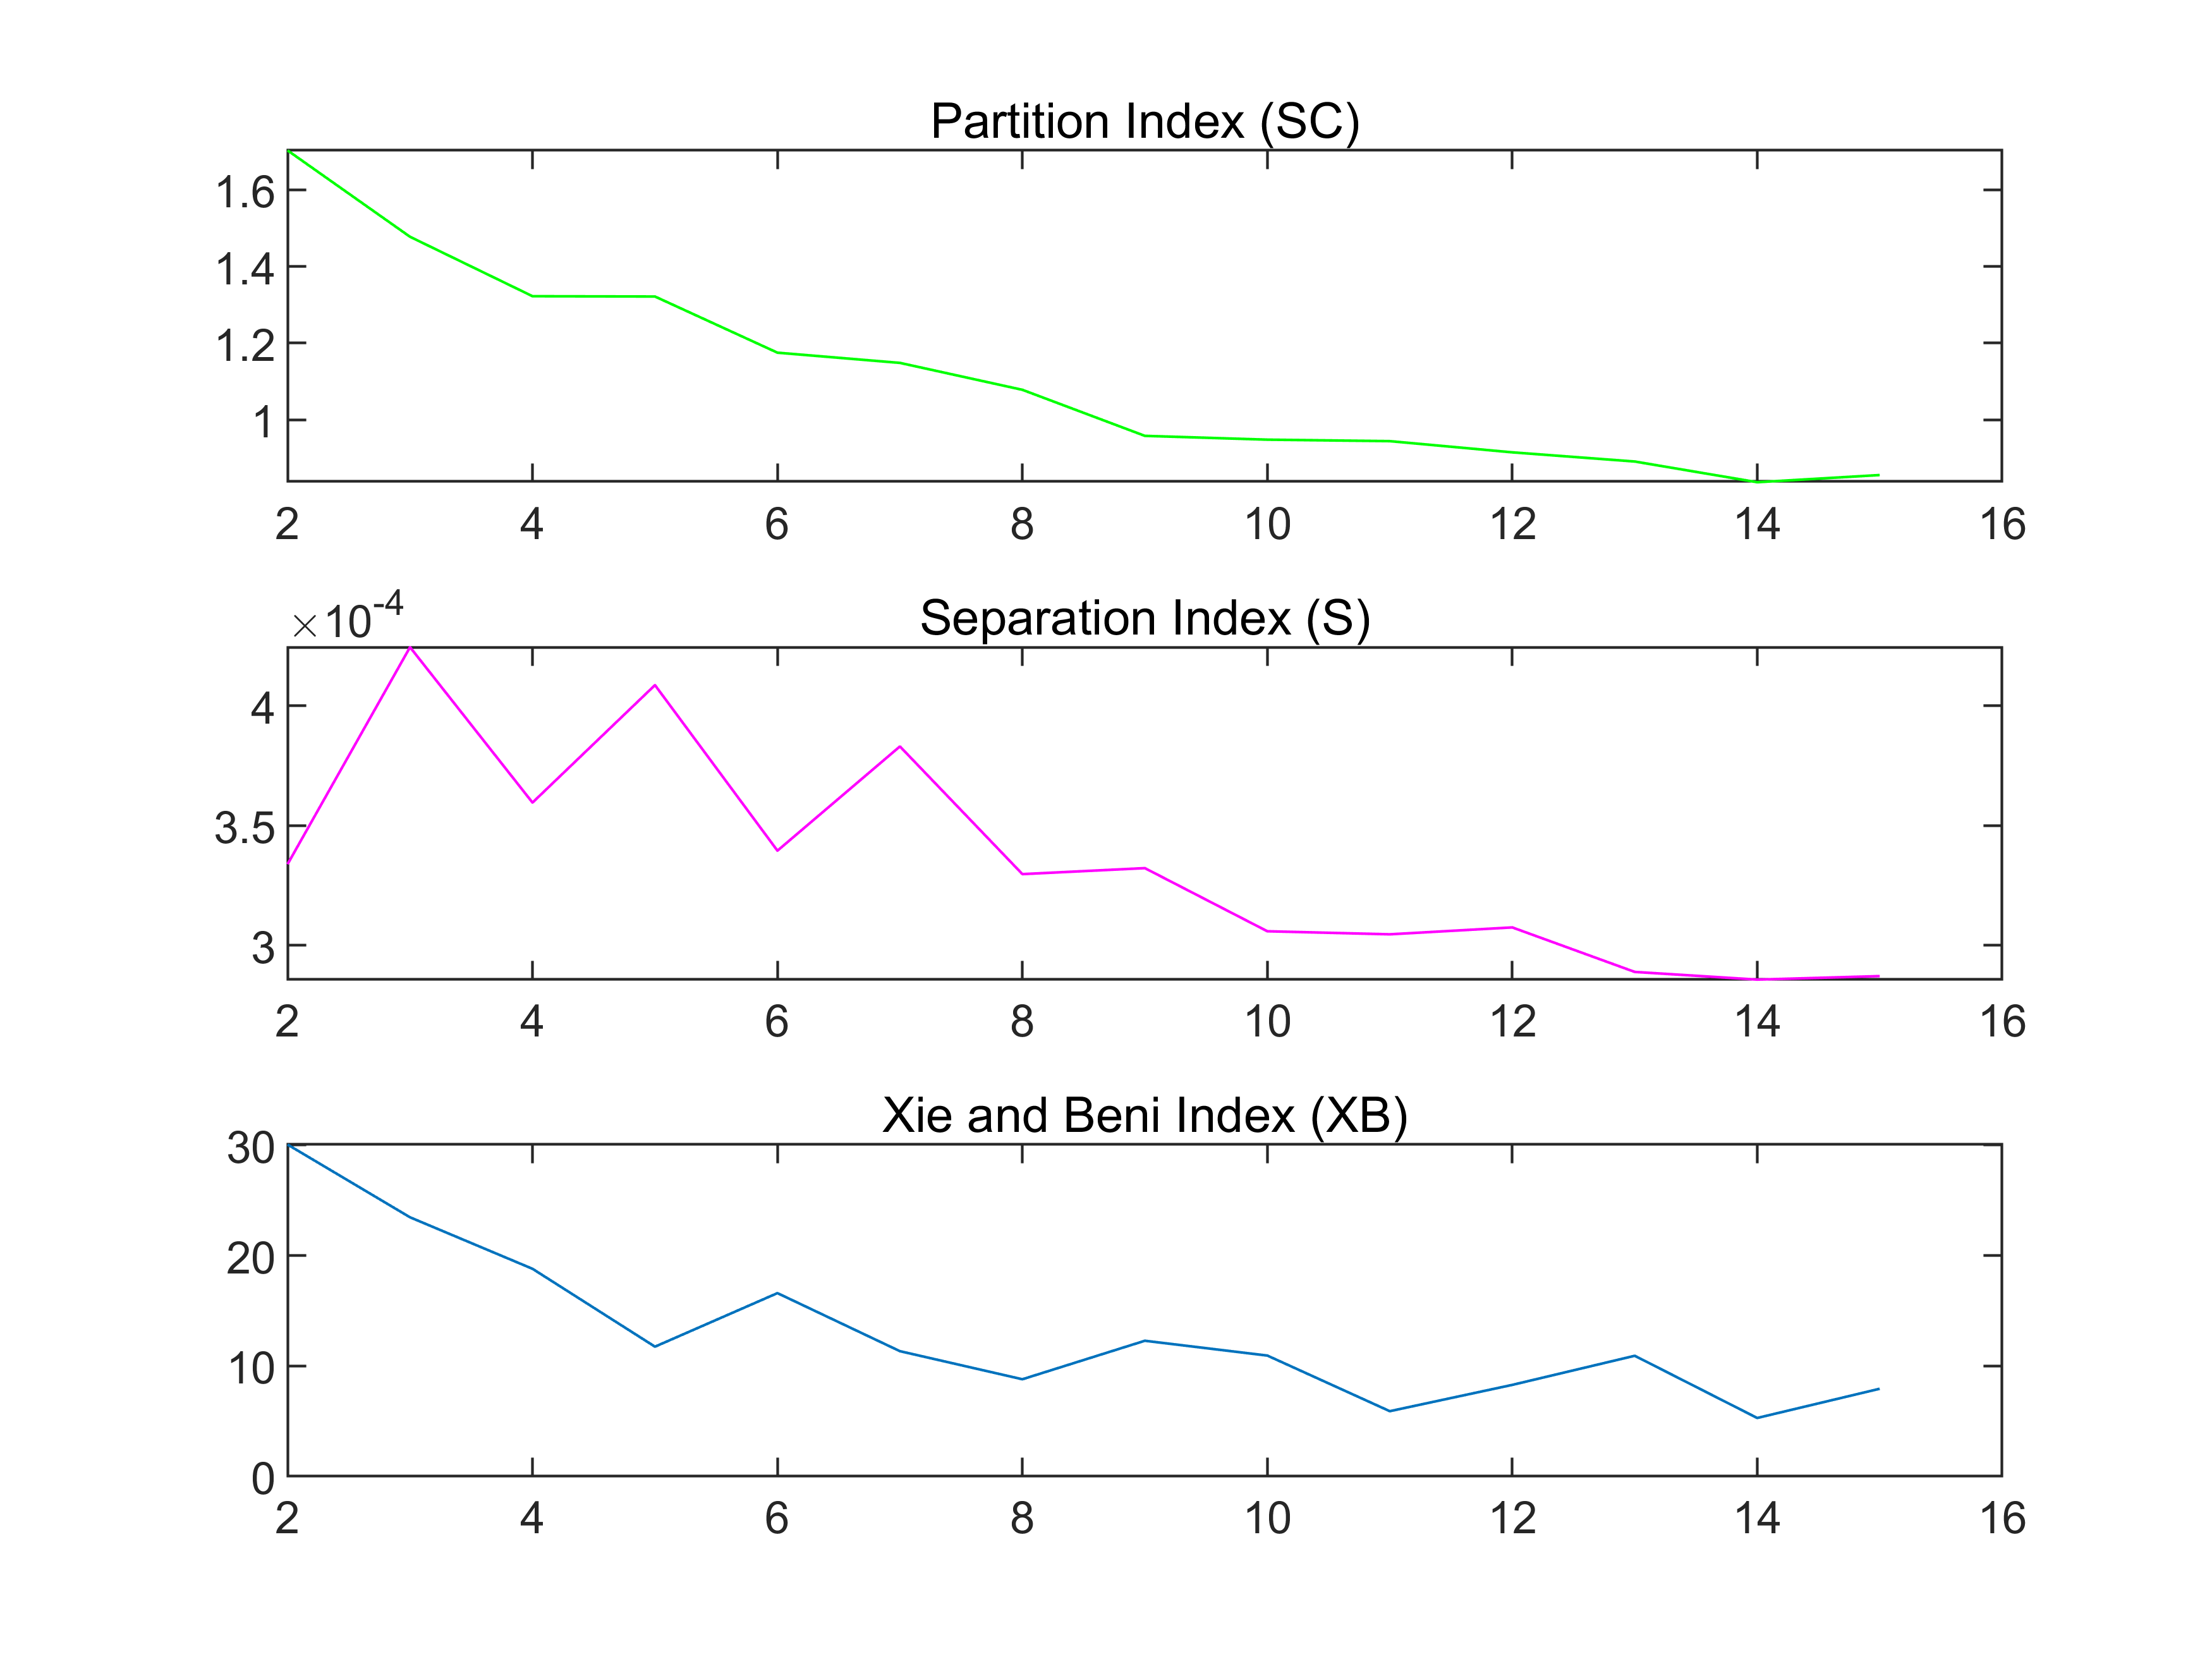 Partition Index (SC)
1.6
1.4
1.2
1
2 4 6 8 10 12 14 16
×10-4
Separation Index (S)
4
3.5
3
2 4 6 8 10 12 14 16
Xie and Beni Index (XB)
30
20
10
0
2 4 6 8 10 12 14 16